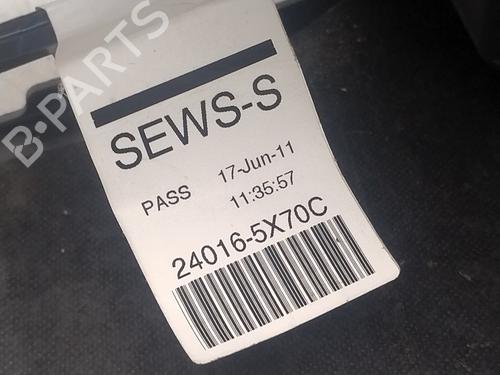 B-PARTS
SEWS-S
PASS 17-Jun-11
11:35:57
24016-5X70C